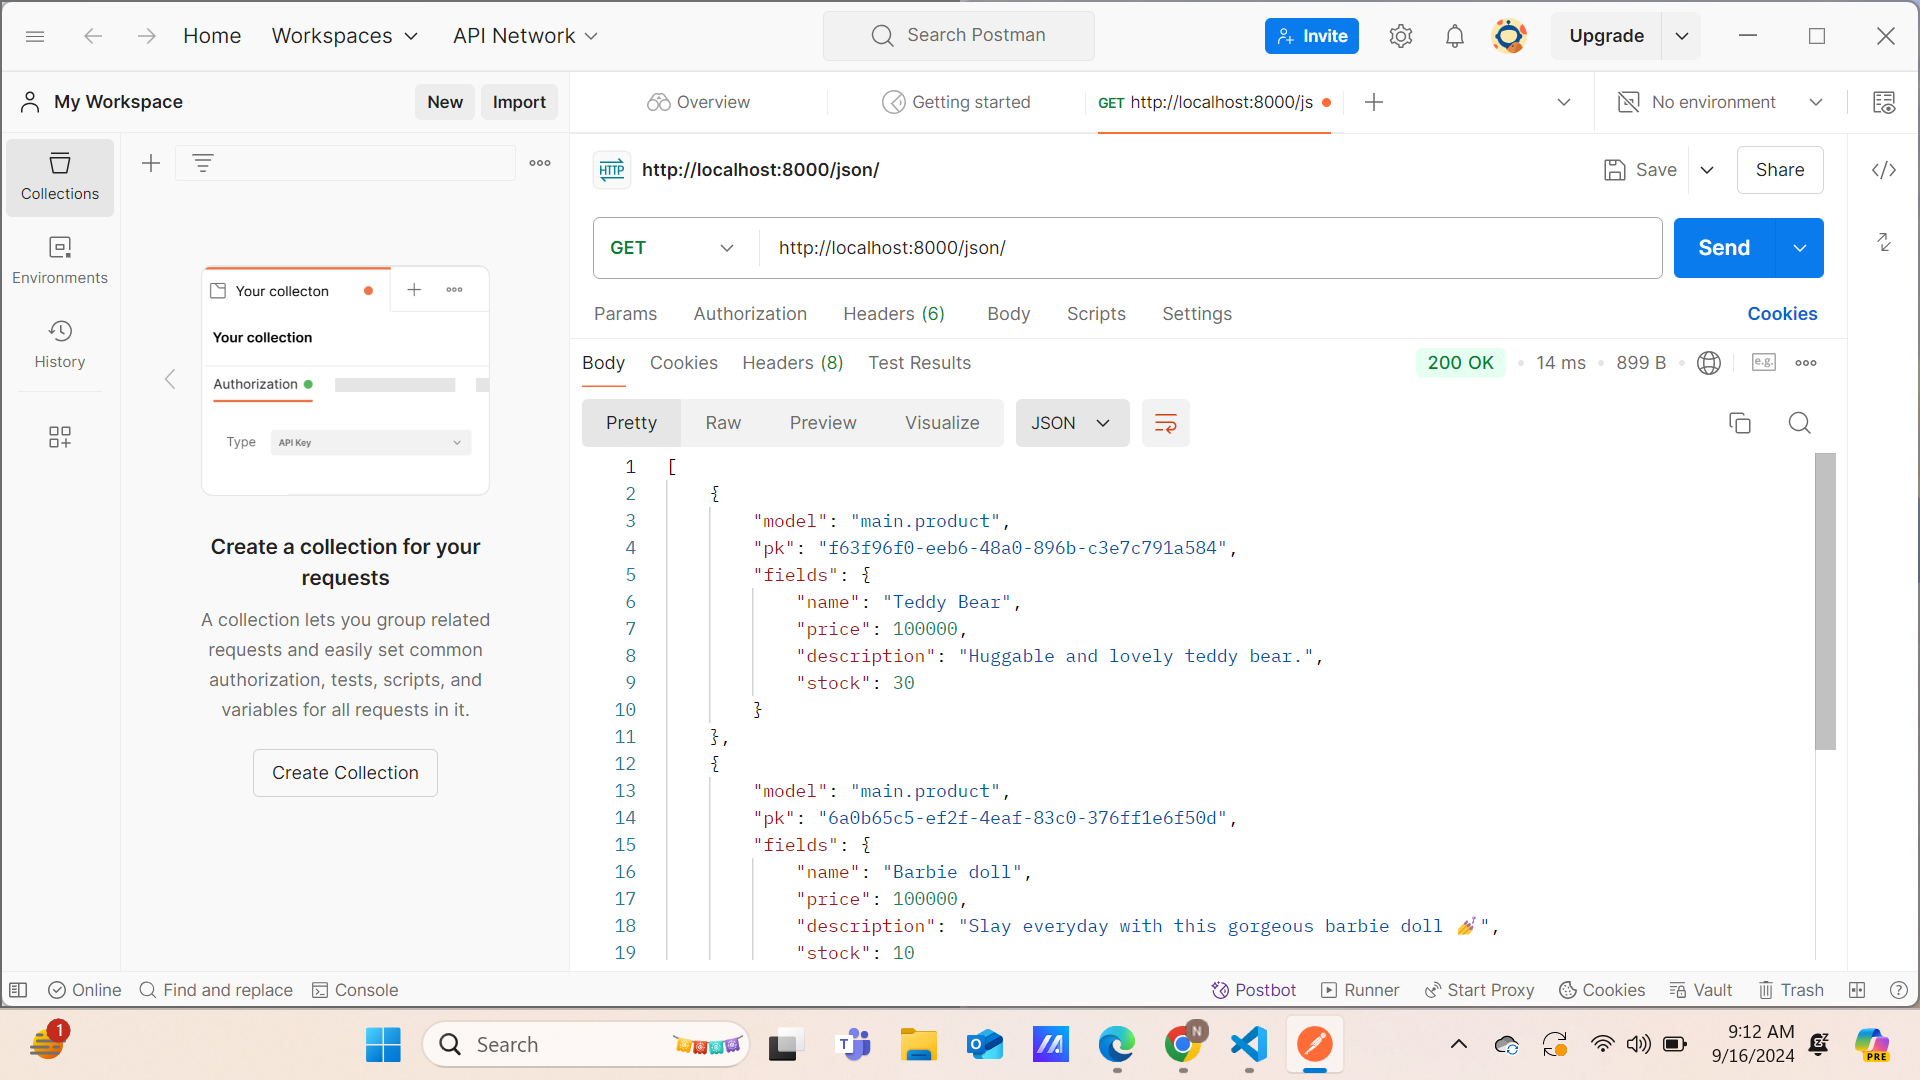 Home
Workspaces
API Network
Search Postman
Invite
Upgrade
My Workspace
New
Import
Overview
Getting started
GET http://localhost:8000/js
No environment
Collections
Environments
History
Your collecton
Your collection
Authorization
Type
API Key
Create a collection for your
requests
A collection lets you group related
requests and easily set common
authorization, tests, scripts, and
variables for all requests in it.
Create Collection
HTTP
http://localhost:8000/json/
Save
Share
GET
http://localhost:8000/json/
Send
Params
Authorization
Headers (6)
Body
Scripts
Settings
Cookies
Body
Cookies
Headers (8)
Test Results
200 OK
14 ms
899 B
e.g.
Pretty
Raw
Preview
Visualize
JSON
1 [
2 {
3 "model": "main.product",
4 "pk": "f63f96f0-eeb6-48a0-896b-c3e7c791a584",
5 "fields": {
6 "name": "Teddy Bear",
7 "price": 100000,
8 "description": "Huggable and lovely teddy bear.",
9 "stock": 30
10 }
11 },
12 {
13 "model": "main.product",
14 "pk": "6a0b65c5-ef2f-4eaf-83c0-376ff1e6f50d",
15 "fields": {
16 "name": "Barbie doll",
17 "price": 100000,
18 "description": "Slay everyday with this gorgeous barbie doll 💅",
19 "stock": 10
Online
Find and replace
Console
Postbot
Runner
Start Proxy
Cookies
Vault
Trash
1
Search
N
9:12 AM
9/16/2024
PRE